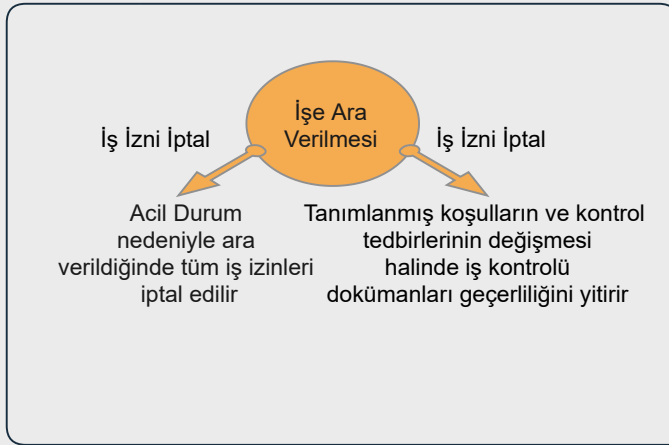 İşe Ara
Verilmesi
İş İzni İptal
İş İzni İptal
Acil Durum
nedeniyle ara
verildiğinde tüm iş izinleri
iptal edilir
Tanımlanmış koşulların ve kontrol
tedbirlerinin değişmesi
halinde iş kontrolü
dokümanları geçerliliğini yitirir